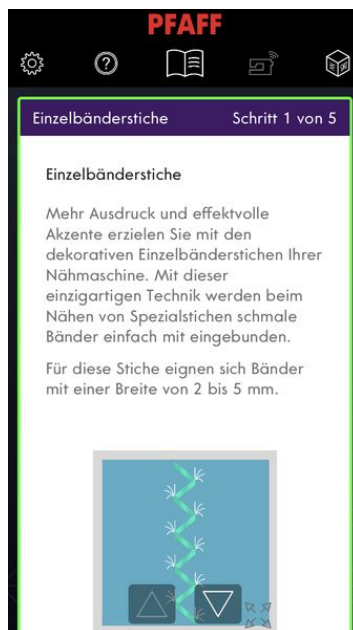 PFAFF
Einzelbänderstiche Schritt 1 von 5
Einzelbänderstiche
Mehr Ausdruck und effektvolle
Akzente erzielen Sie mit den
dekorativen Einzelbänderstichen Ihrer
Nähmaschine. Mit dieser
einzigartigen Technik werden beim
Nähen von Spezialstichen schmale
Bänder einfach mit eingebunden.
Für diese Stiche eignen sich Bänder
mit einer Breite von 2 bis 5 mm.